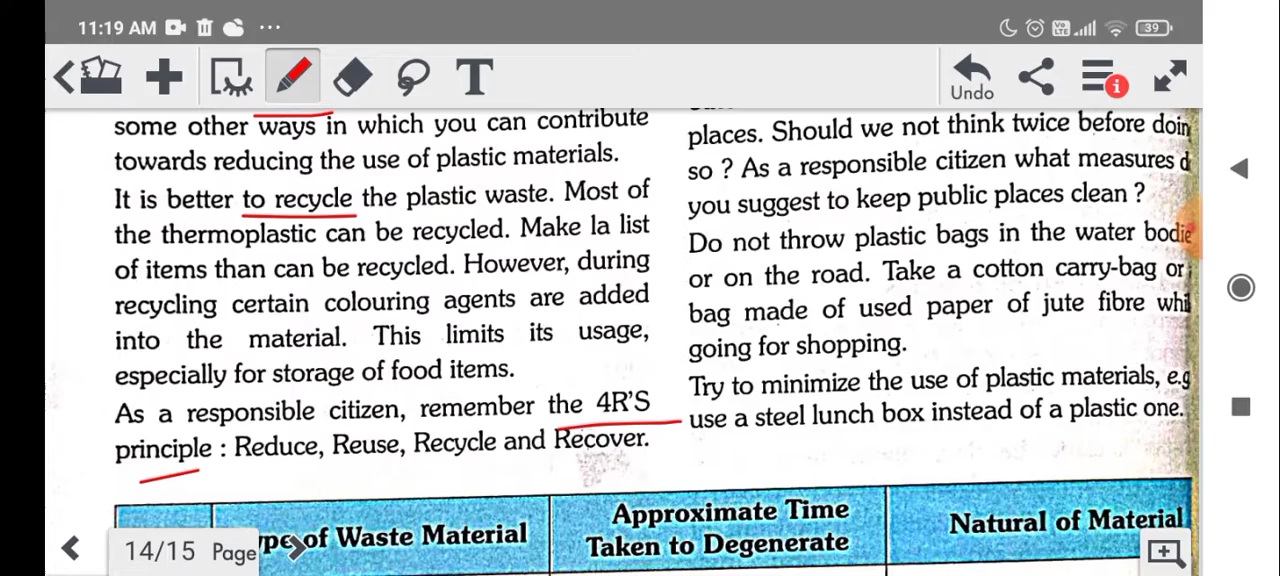 11:19 AM
39
T
Undo
some other ways in which you can contribute
towards reducing the use of plastic materials.
It is better to recycle the plastic waste. Most of
the thermoplastic can be recycled. Make la list
of items than can be recycled. However, during
recycling certain colouring agents are added
into the material. This limits its usage,
especially for storage of food items.
As a responsible citizen, remember the 4R'S
principle : Reduce, Reuse, Recycle and Recover.
places. Should we not think twice before doin
so ? As a responsible citizen what measures d
you suggest to keep public places clean ?
Do not throw plastic bags in the water bodie
or on the road. Take a cotton carry-bag or
bag made of used paper of jute fibre whil
going for shopping.
Try to minimize the use of plastic materials, e.g
use a steel lunch box instead of a plastic one.
ype of Waste Material
Approximate Time
Taken to Degenerate
Natural of Material
14/15 Page